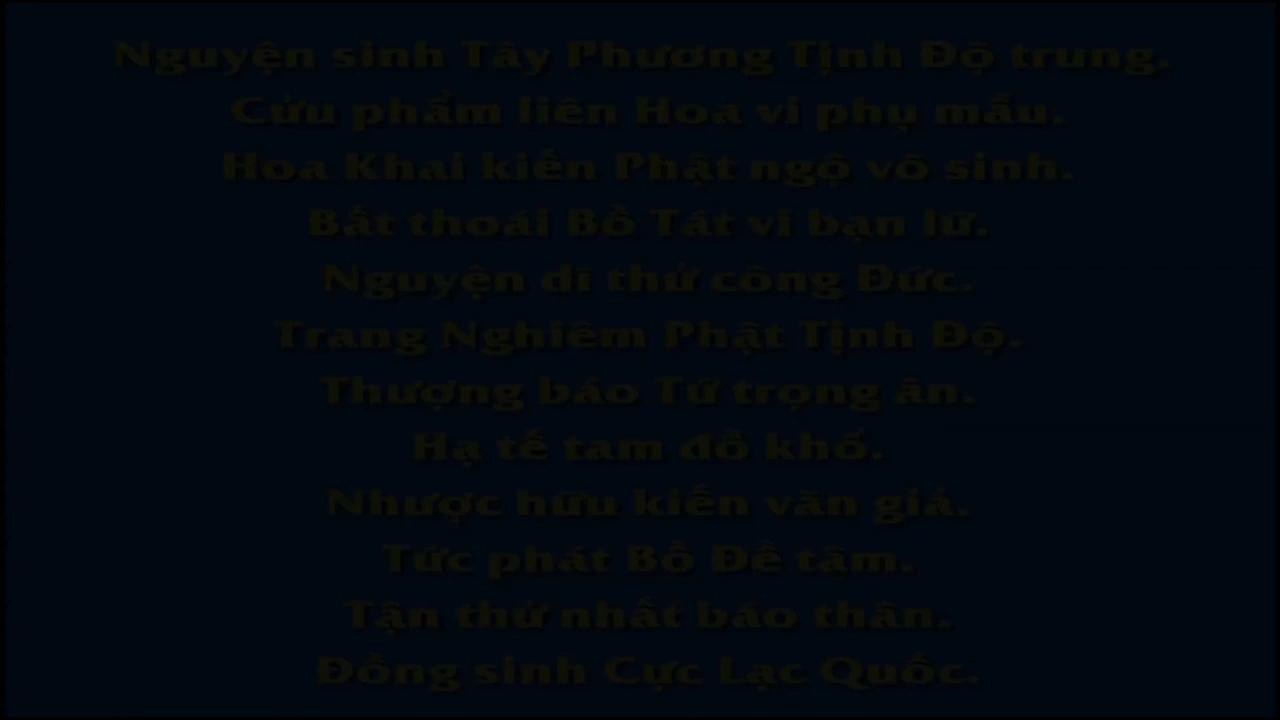 Nguyện sinh Tây Phương Tịnh Độ trung.
Cửu phẩm liên Hoa vi phụ mẫu.
Hoa Khai kiến Phật ngộ vô sinh.
Bất thoái Bồ Tát vi bạn lữ.
Nguyện dĩ thử công Đức.
Trang Nghiêm Phật Tịnh Độ.
Thượng báo Tứ trọng ân.
Hạ tế tam đồ khổ.
Nhược hữu kiến văn giả.
Tức phát Bồ Đề tâm.
Tận thử nhất báo thân.
Đồng sinh Cực Lạc Quốc.